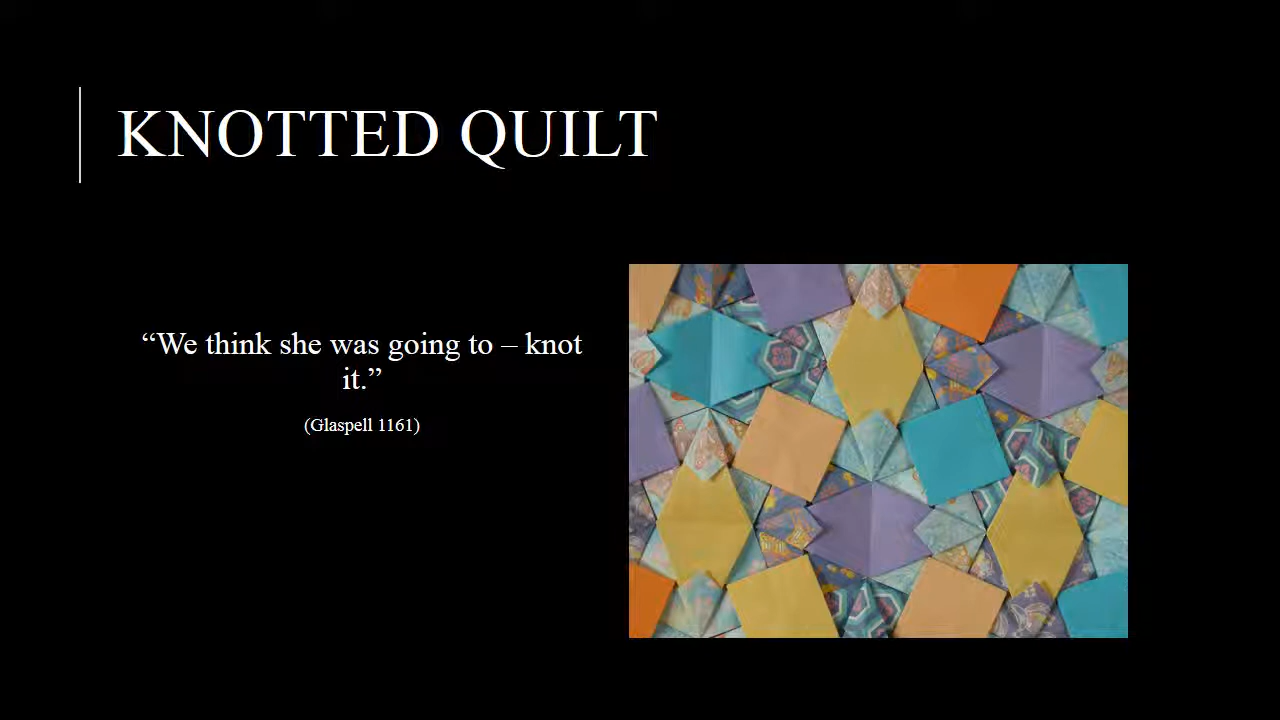 KNOTTED QUILT
“We think she was going to – knot
it.”
(Glaspell 1161)